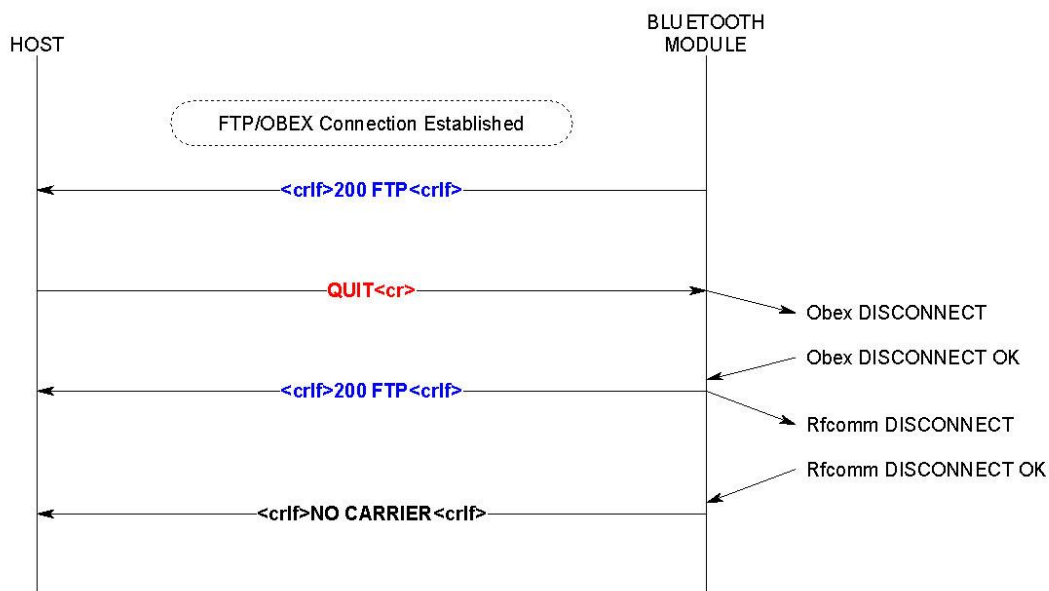 HOST
BLUETOOTH
MODULE
FTP/OBEX Connection Established
<crlf>200 FTP<crlf>
QUIT<cr>
Obex DISCONNECT
Obex DISCONNECT OK
<crlf>200 FTP<crlf>
Rfcomm DISCONNECT
Rfcomm DISCONNECT OK
<crlf>NO CARRIER<crlf>